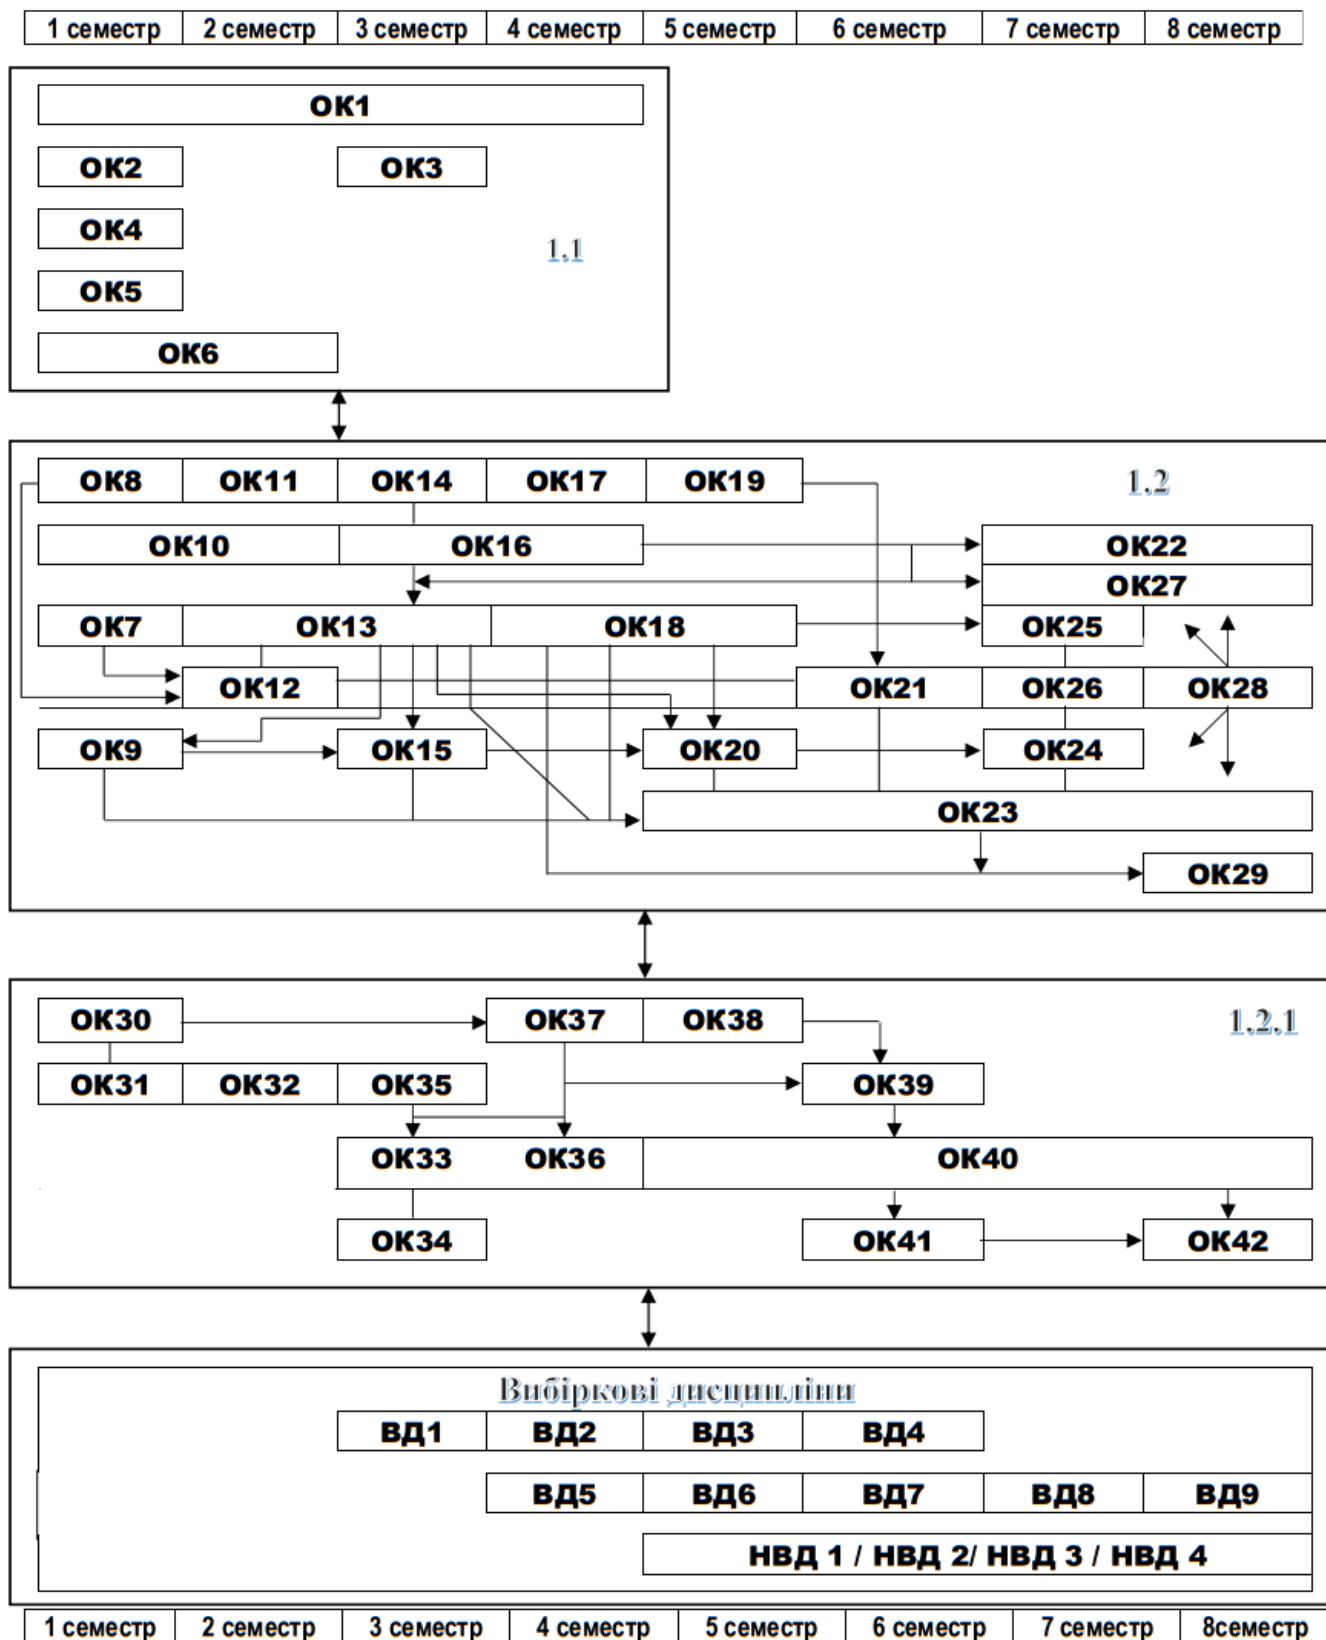 1 семестр 2 семестр 3 семестр 4 семестр 5 семестр 6 семестр 7 семестр 8 семестр
ОК1
ОК2 ОК3
ОК4
1.1
ОК5
ОК6
ОК8 ОК11 ОК14 ОК17 ОК19 1.2
ОК10 ОК16 ОК22
ОК27
ОК7 ОК13 ОК18 ОК25
ОК12 ОК21 ОК26 ОК28
ОК9 ОК15 ОК20 ОК24
ОК23
ОК29
ОК30 ОК37 ОК38 1.2.1
ОК31 ОК32 ОК35 ОК39
ОК33 ОК36 ОК40
ОК34 ОК41 ОК42
Вибіркові дисципліни
ВД1 ВД2 ВД3 ВД4
ВД5 ВД6 ВД7 ВД8 ВД9
НВД 1 / НВД 2/ НВД 3 / НВД 4
1 семестр 2 семестр 3 семестр 4 семестр 5 семестр 6 семестр 7 семестр 8семестр